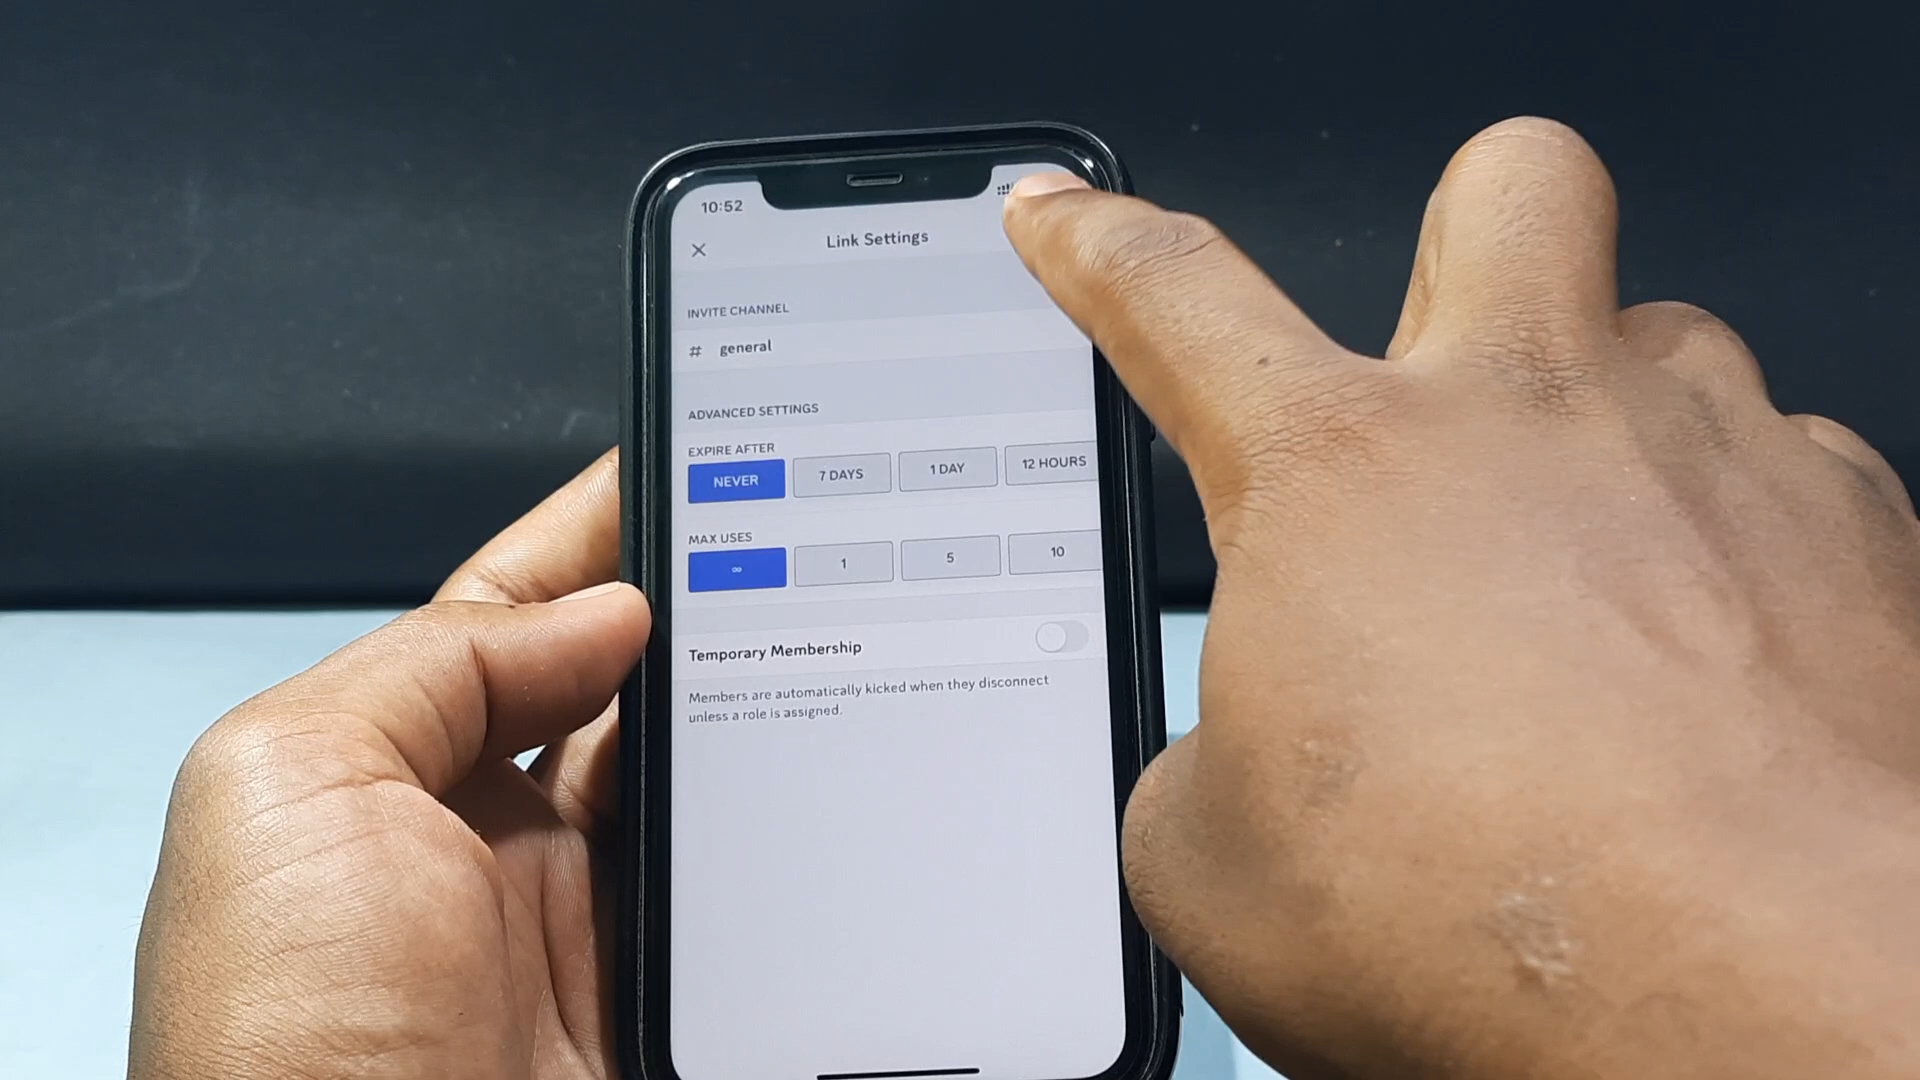 10:52
Link Settings
INVITE CHANNEL
# general
ADVANCED SETTINGS
EXPIRE AFTER
NEVER 7 DAYS 1 DAY 12 HOURS
MAX USES
∞ 1 5 10
Temporary Membership
Members are automatically kicked when they disconnect
unless a role is assigned.